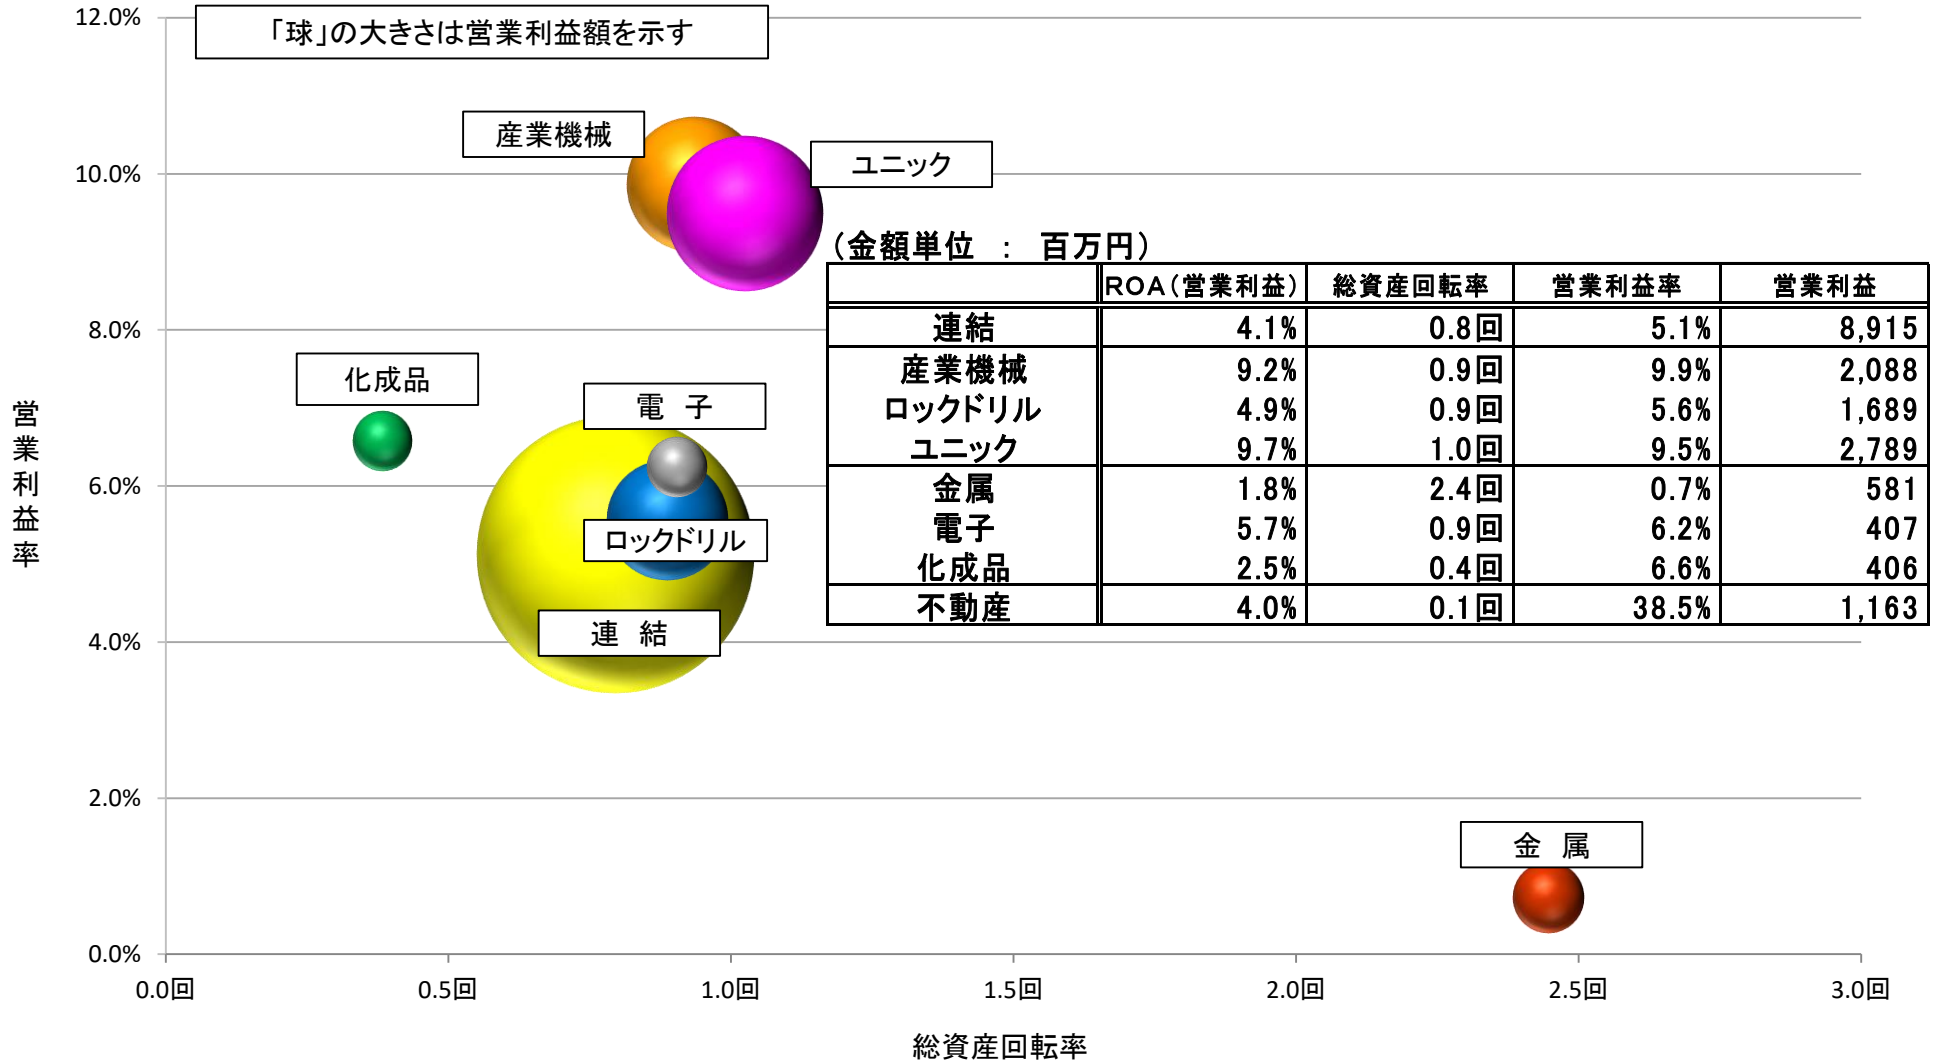 12.0%
「球」の大きさは営業利益額を示す
産業機械
ユニック
10.0%
（金額単位 ： 百万円）
ROA（営業利益） 総資産回転率 営業利益率 営業利益
連結 4.1% 0.8回 5.1% 8,915
産業機械 9.2% 0.9回 9.9% 2,088
ロックドリル 4.9% 0.9回 5.6% 1,689
ユニック 9.7% 1.0回 9.5% 2,789
金属 1.8% 2.4回 0.7% 581
電子 5.7% 0.9回 6.2% 407
化成品 2.5% 0.4回 6.6% 406
不動産 4.0% 0.1回 38.5% 1,163
8.0%
化成品
電 子
営業利益率
6.0%
ロックドリル
連 結
4.0%
2.0%
金 属
0.0%
0.0回 0.5回 1.0回 1.5回 2.0回 2.5回 3.0回
総資産回転率